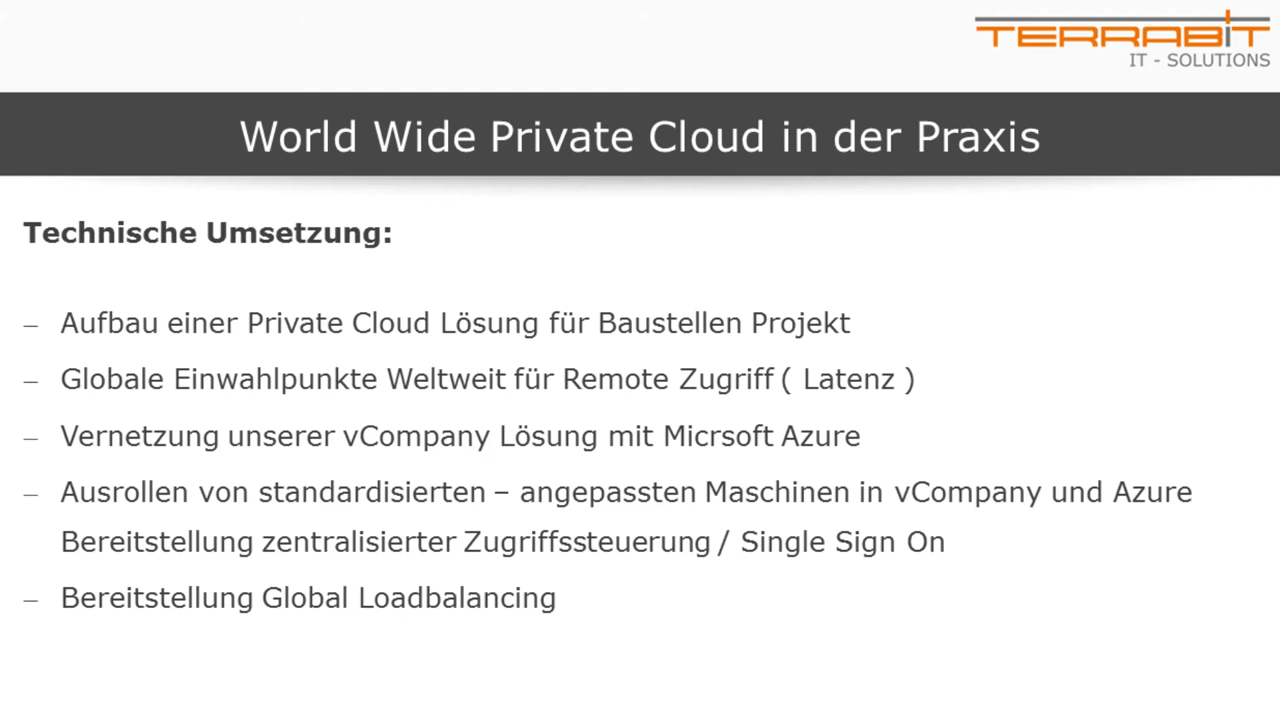 TERRABIT
IT - SOLUTIONS
World Wide Private Cloud in der Praxis
Technische Umsetzung:
– Aufbau einer Private Cloud Lösung für Baustellen Projekt
– Globale Einwahlpunkte Weltweit für Remote Zugriff ( Latenz )
– Vernetzung unserer vCompany Lösung mit Micrsoft Azure
– Ausrollen von standardisierten – angepassten Maschinen in vCompany und Azure
Bereitstellung zentralisierter Zugriffssteuerung / Single Sign On
– Bereitstellung Global Loadbalancing